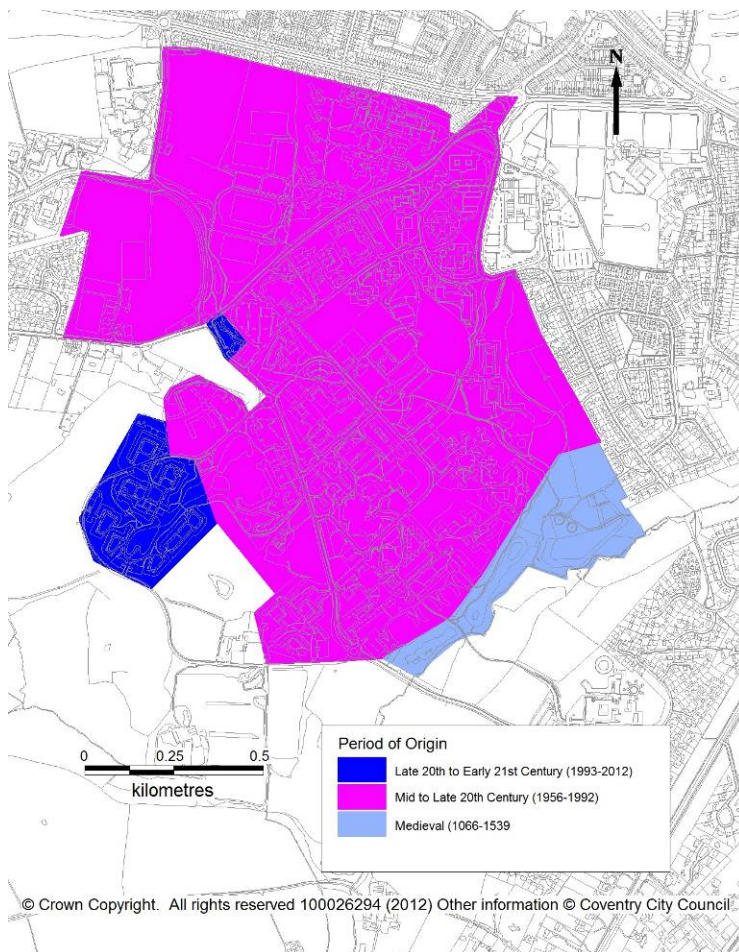 N
0 0.25 0.5
kilometres
Period of Origin
Late 20th to Early 21st Century (1993-2012)
Mid to Late 20th Century (1956-1992)
Medieval (1066-1539
© Crown Copyright. All rights reserved 100026294 (2012) Other information © Coventry City Council